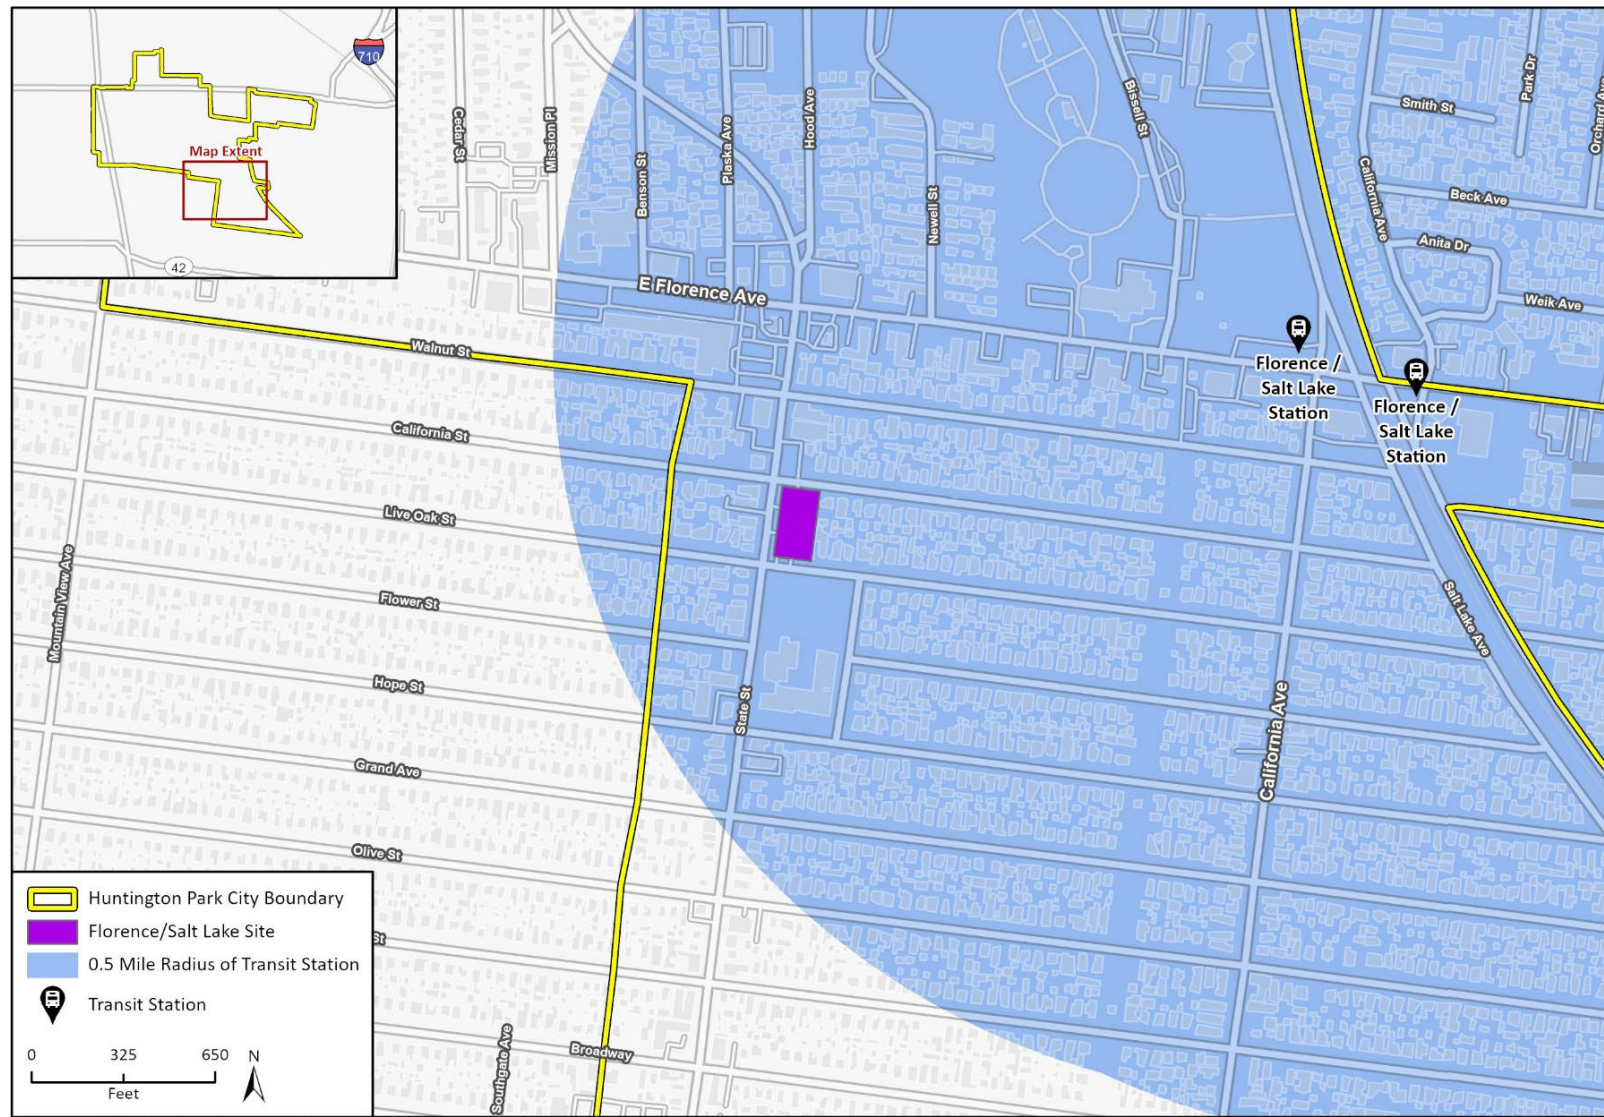 710
Map Extent
42
Cedar St
Mission Pl
Benson St
Plaska Ave
Hood Ave
Newell St
Bissell St
Smith St
Park Dr
Orchard Ave
California Ave
Beck Ave
Anita Dr
Weik Ave
E Florence Ave
Florence /
Salt Lake
Station
Florence /
Salt Lake
Station
Walnut St
California St
Live Oak St
Mountain View Ave
Flower St
Hope St
State St
Salt Lake Ave
California Ave
Grand Ave
Olive St
St
Southgate Ave
Broadway
Huntington Park City Boundary
Florence/Salt Lake Site
0.5 Mile Radius of Transit Station
Transit Station
0 325 650 N
Feet